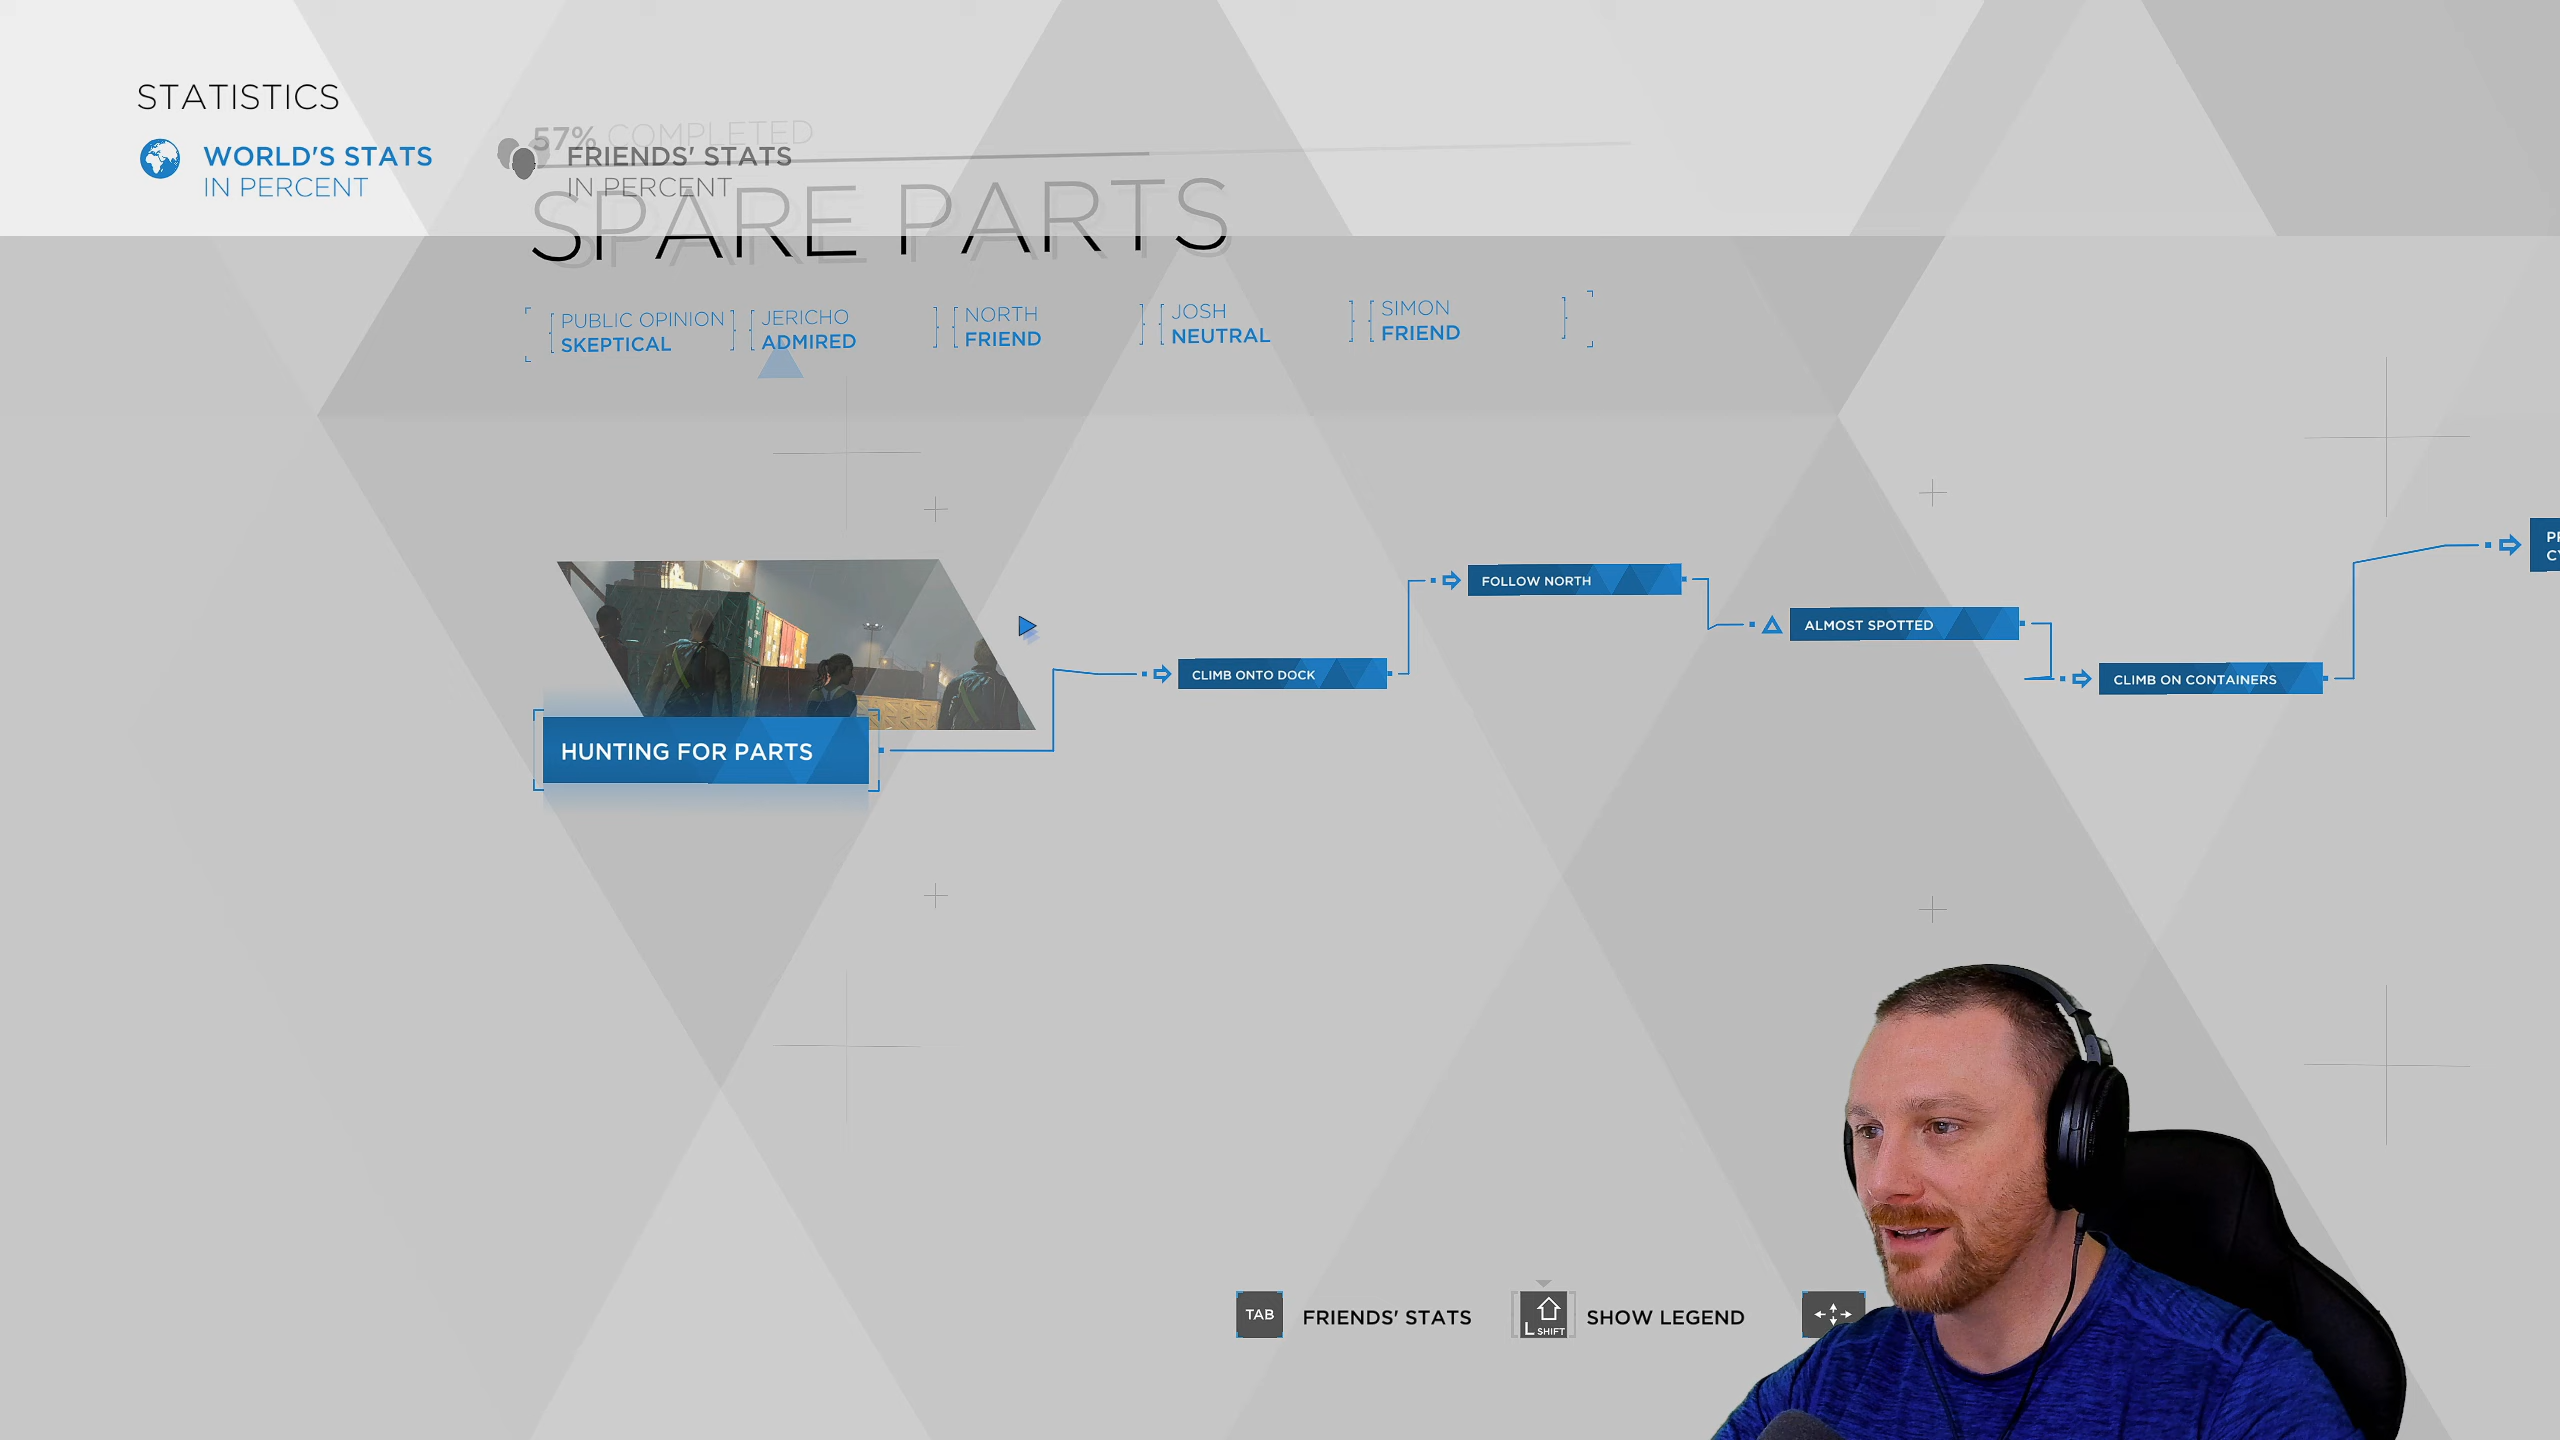 STATISTICS
WORLD'S STATS
IN PERCENT
FRIENDS' STATS
IN PERCENT
57% COMPLETED
SPARE PARTS
PUBLIC OPINION
SKEPTICAL
JERICHO
ADMIRED
NORTH
FRIEND
JOSH
NEUTRAL
SIMON
FRIEND
FOLLOW NORTH
ALMOST SPOTTED
CLIMB ONTO DOCK
CLIMB ON CONTAINERS
HUNTING FOR PARTS
TAB
FRIENDS' STATS
L SHIFT
SHOW LEGEND